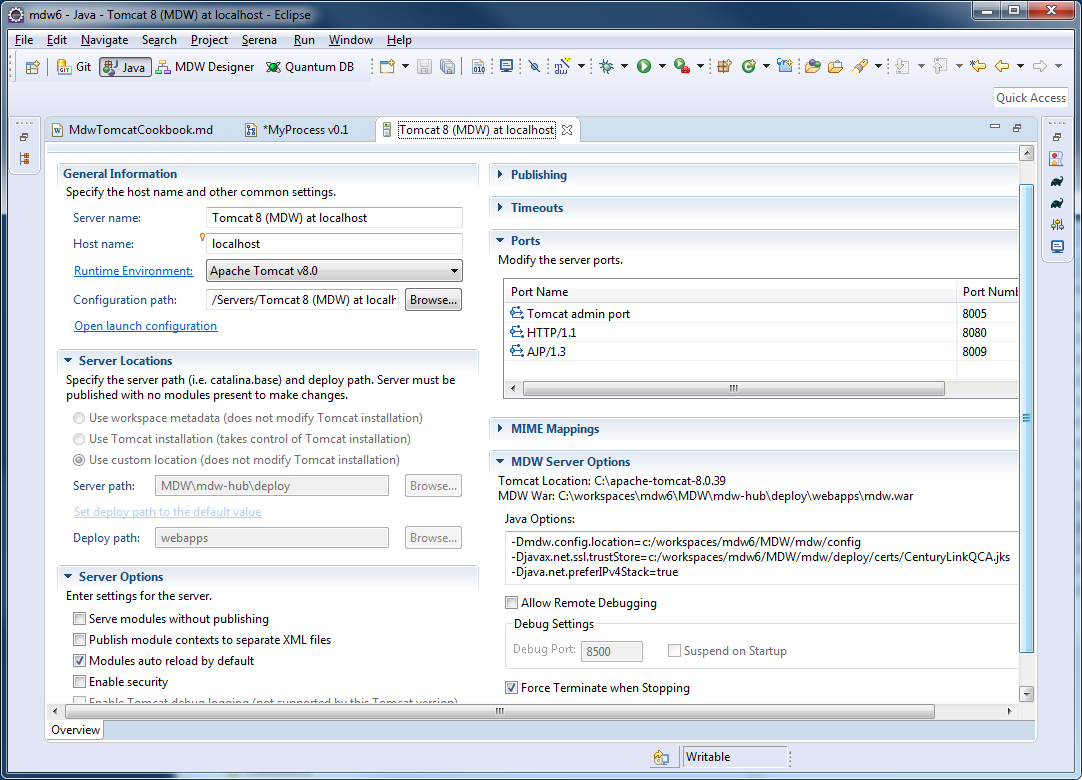 mdw6 - Java - Tomcat 8 (MDW) at localhost - Eclipse
File Edit Navigate Search Project Serena Run Window Help
Git Java MDW Designer Quantum DB
Quick Access
MdwTomcatCookbook.md *MyProcess v0.1 Tomcat 8 (MDW) at localhost
General Information
Specify the host name and other common settings.
Server name: Tomcat 8 (MDW) at localhost
Host name: localhost
Runtime Environment: Apache Tomcat v8.0
Configuration path: /Servers/Tomcat 8 (MDW) at localh Browse...
Open launch configuration
Server Locations
Specify the server path (i.e. catalina.base) and deploy path. Server must be
published with no modules present to make changes.
Use workspace metadata (does not modify Tomcat installation)
Use Tomcat installation (takes control of Tomcat installation)
Use custom location (does not modify Tomcat installation)
Server path: MDW\mdw-hub\deploy Browse...
Set deploy path to the default value
Deploy path: webapps Browse...
Server Options
Enter settings for the server.
Serve modules without publishing
Publish module contexts to separate XML files
Modules auto reload by default
Enable security
Enable Tomcat debug logging (not supported by this Tomcat version)
Publishing
Timeouts
Ports
Modify the server ports.
Port Name Port Numb
Tomcat admin port 8005
HTTP/1.1 8080
AJP/1.3 8009
MIME Mappings
MDW Server Options
Tomcat Location: C:\apache-tomcat-8.0.39
MDW War: C:\workspaces\mdw6\MDW\mdw-hub\deploy\webapps\mdw.war
Java Options:
-Dmdw.config.location=c:/workspaces/mdw6/MDW/mdw/config
-Djavax.net.ssl.trustStore=c:/workspaces/mdw6/MDW/mdw/deploy/certs/CenturyLinkQCA.jks
-Djava.net.preferIPv4Stack=true
Allow Remote Debugging
Debug Settings
Debug Port: 8500 Suspend on Startup
Force Terminate when Stopping
Overview
Writable